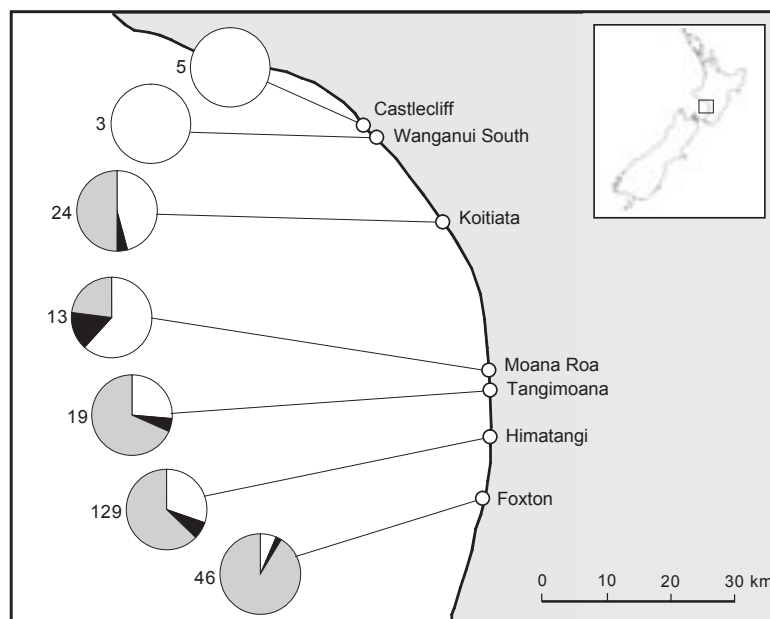 5
Castlecliff
3
Wanganui South
24
Koitiata
13
Moana Roa
19
Tangimoana
Himatangi
129
Foxton
46
0 10 20 30 km